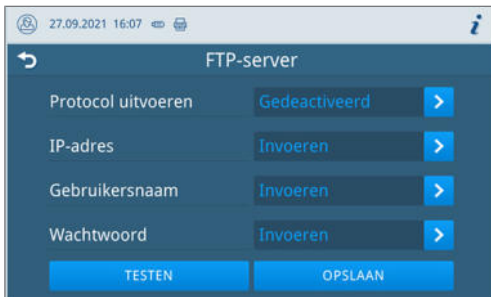 27.09.2021 16:07 i
FTP-server
Protocol uitvoeren Gedeactiveerd
IP-adres Invoeren
Gebruikersnaam Invoeren
Wachtwoord Invoeren
TESTEN OPSLAAN